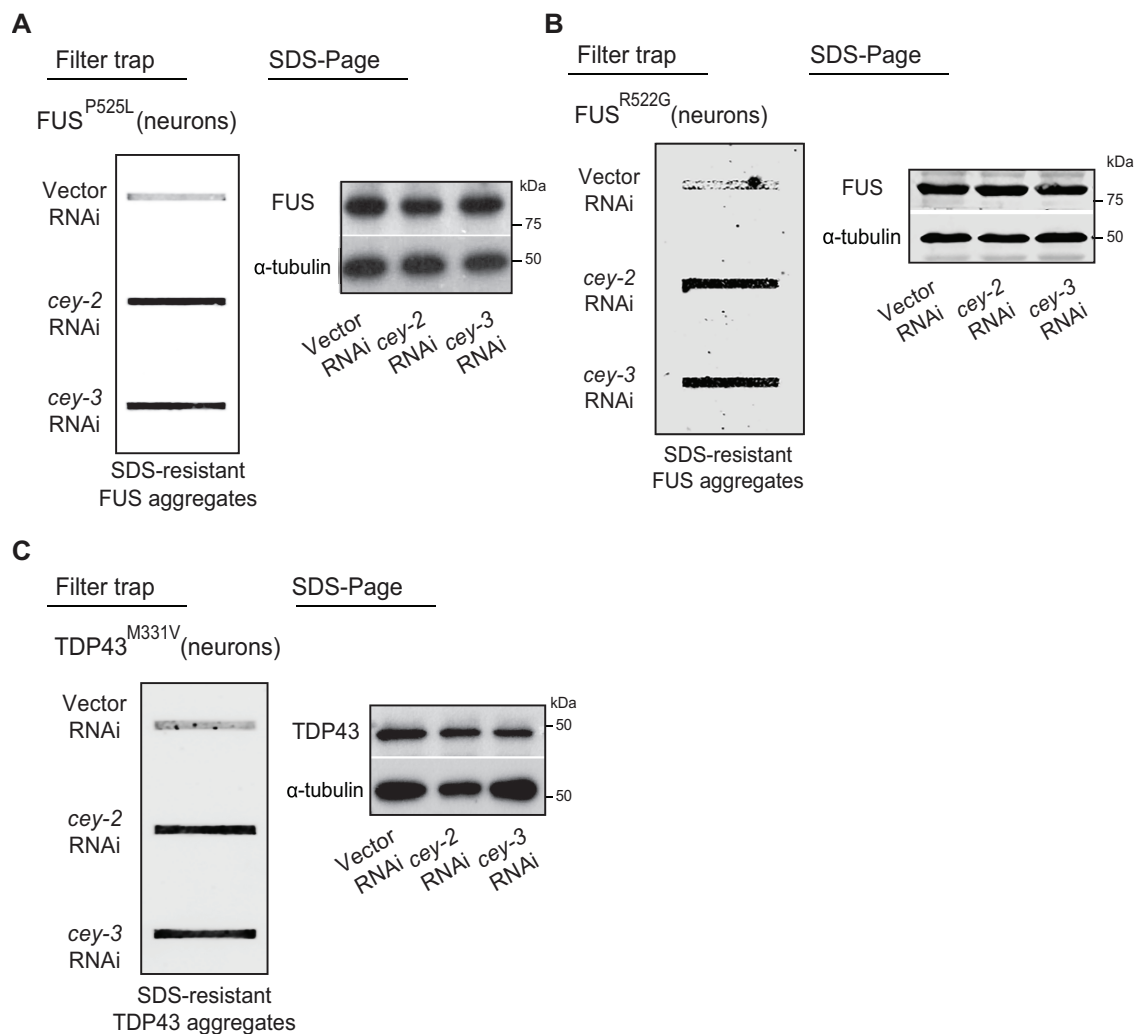 A
Filter trap
SDS-Page
FUS^P525L (neurons)
Vector
RNAi
cey-2
RNAi
cey-3
RNAi
SDS-resistant
FUS aggregates
kDa
FUS
75
α-tubulin
50
Vector
RNAi
cey-2
RNAi
cey-3
RNAi
B
Filter trap
SDS-Page
FUS^R522G (neurons)
Vector
RNAi
cey-2
RNAi
cey-3
RNAi
SDS-resistant
FUS aggregates
kDa
FUS
75
α-tubulin
50
Vector
RNAi
cey-2
RNAi
cey-3
RNAi
C
Filter trap
SDS-Page
TDP43^M331V (neurons)
Vector
RNAi
cey-2
RNAi
cey-3
RNAi
SDS-resistant
TDP43 aggregates
kDa
TDP43
50
α-tubulin
50
Vector
RNAi
cey-2
RNAi
cey-3
RNAi